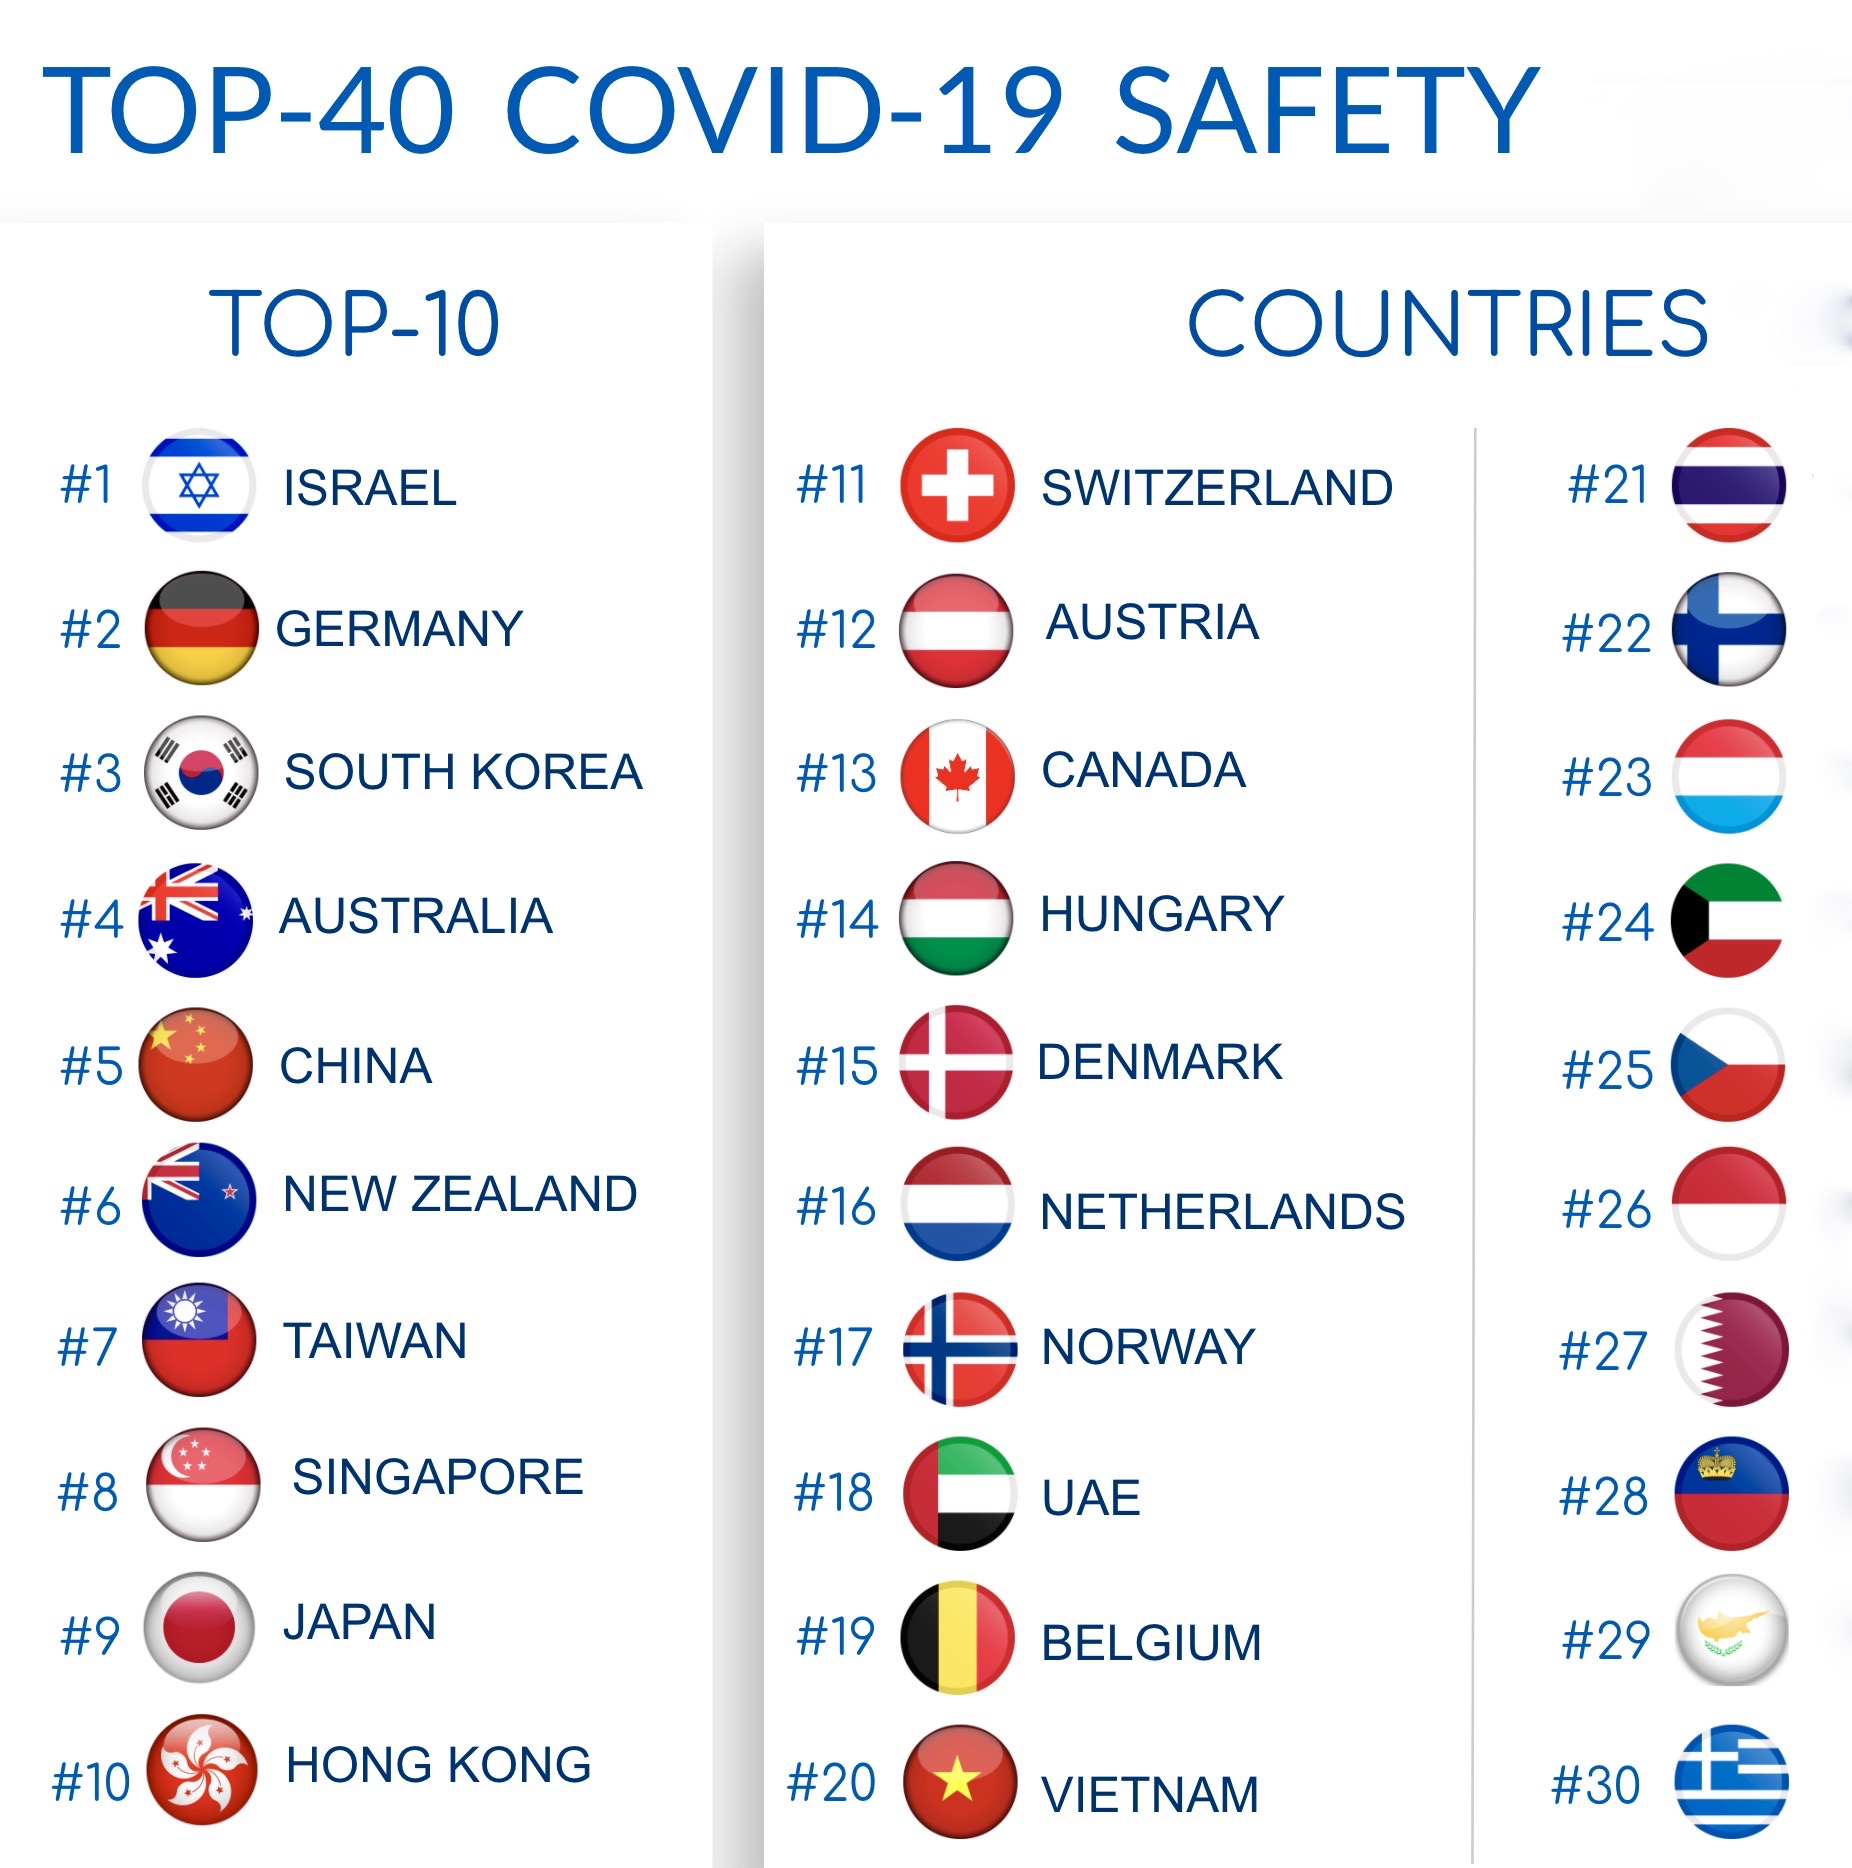 TOP-40 COVID-19 SAFETY
TOP-10
#1 ISRAEL
#2 GERMANY
#3 SOUTH KOREA
#4 AUSTRALIA
#5 CHINA
#6 NEW ZEALAND
#7 TAIWAN
#8 SINGAPORE
#9 JAPAN
#10 HONG KONG
COUNTRIES
#11 SWITZERLAND
#12 AUSTRIA
#13 CANADA
#14 HUNGARY
#15 DENMARK
#16 NETHERLANDS
#17 NORWAY
#18 UAE
#19 BELGIUM
#20 VIETNAM
#21
#22
#23
#24
#25
#26
#27
#28
#29
#30